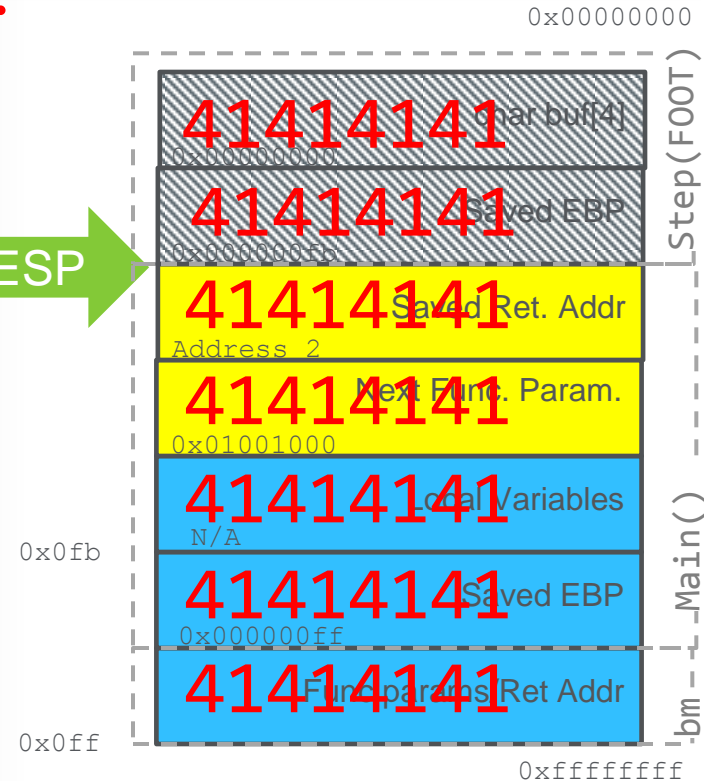 0x00000000
41414141
char buf[4]
0x00000000
41414141
Saved EBP
0x000000fb
ESP
41414141
Saved Ret. Addr
Address 2
41414141
Next Func. Param.
0x01001000
41414141
Local Variables
N/A
0x0fb
41414141
Saved EBP
0x000000ff
41414141
Func params/Ret Addr
0x0ff
0xffffffff
Step(FOOT)
Main()
bm